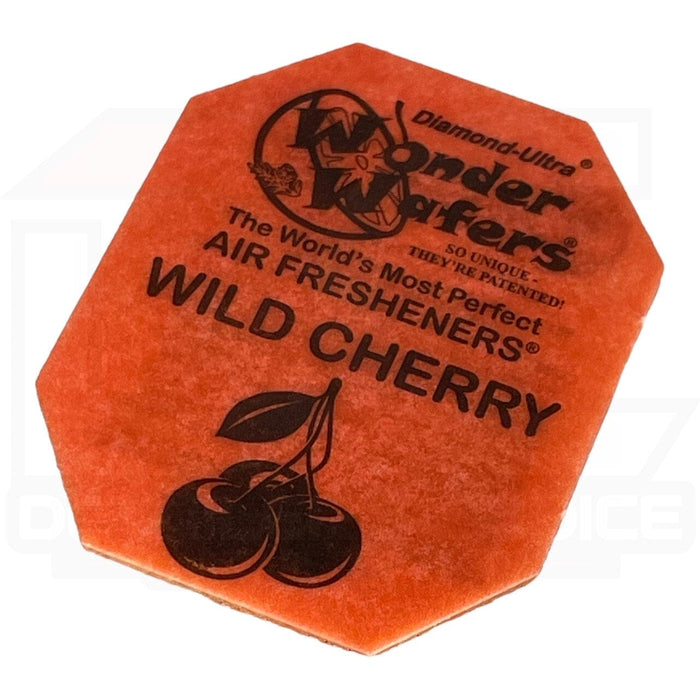 Diamond-Ultra®
Wonder
Wafers®
SO UNIQUE -
THEY'RE PATENTED!
The World's Most Perfect
AIR FRESHENERS®
WILD CHERRY